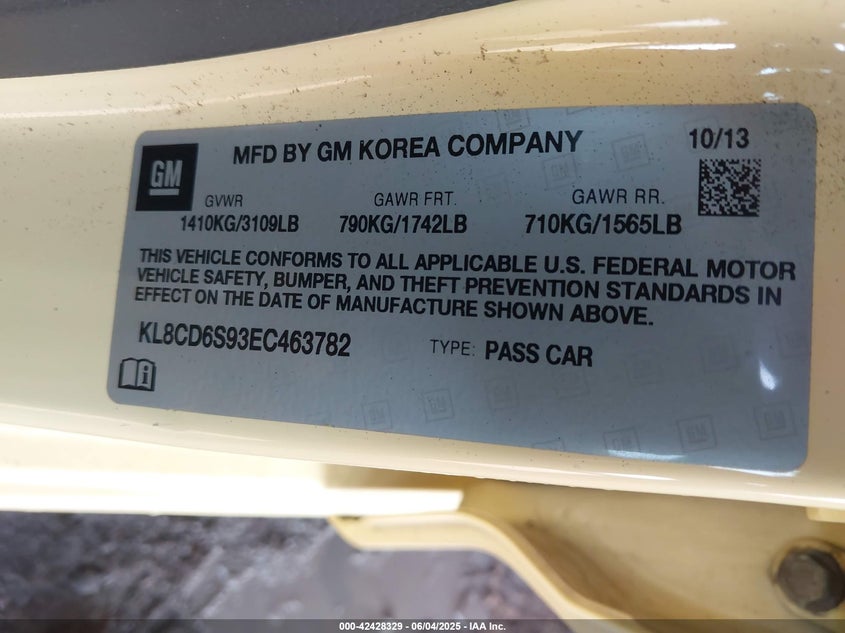 GM
MFD BY GM KOREA COMPANY
10/13
GVWR
GAWR FRT.
GAWR RR.
1410KG/3109LB
790KG/1742LB
710KG/1565LB
THIS VEHICLE CONFORMS TO ALL APPLICABLE U.S. FEDERAL MOTOR
VEHICLE SAFETY, BUMPER, AND THEFT PREVENTION STANDARDS IN
EFFECT ON THE DATE OF MANUFACTURE SHOWN ABOVE.
KL8CD6S93EC463782
TYPE: PASS CAR
000-42428329 - 06/04/2025 - IAA Inc.